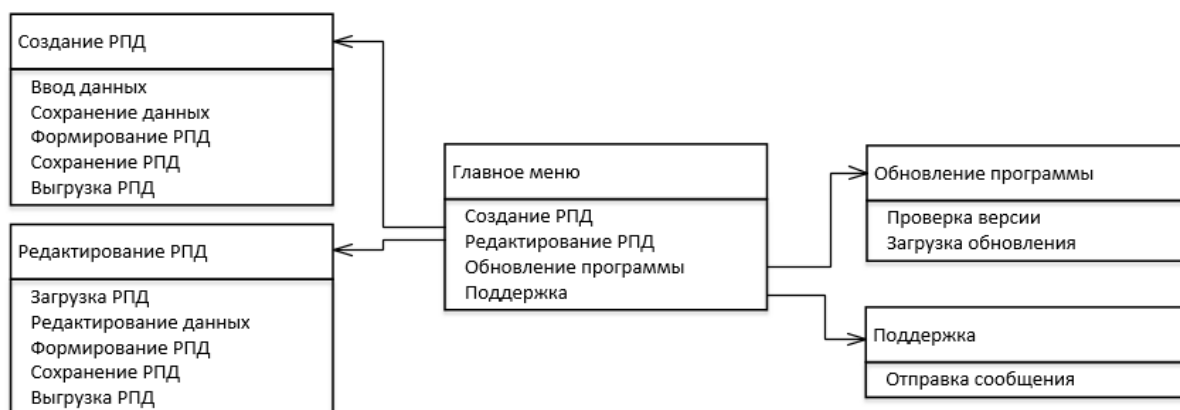 Создание РПД
Ввод данных
Сохранение данных
Формирование РПД
Сохранение РПД
Выгрузка РПД
Редактирование РПД
Загрузка РПД
Редактирование данных
Формирование РПД
Сохранение РПД
Выгрузка РПД
Главное меню
Создание РПД
Редактирование РПД
Обновление программы
Поддержка
Обновление программы
Проверка версии
Загрузка обновления
Поддержка
Отправка сообщения